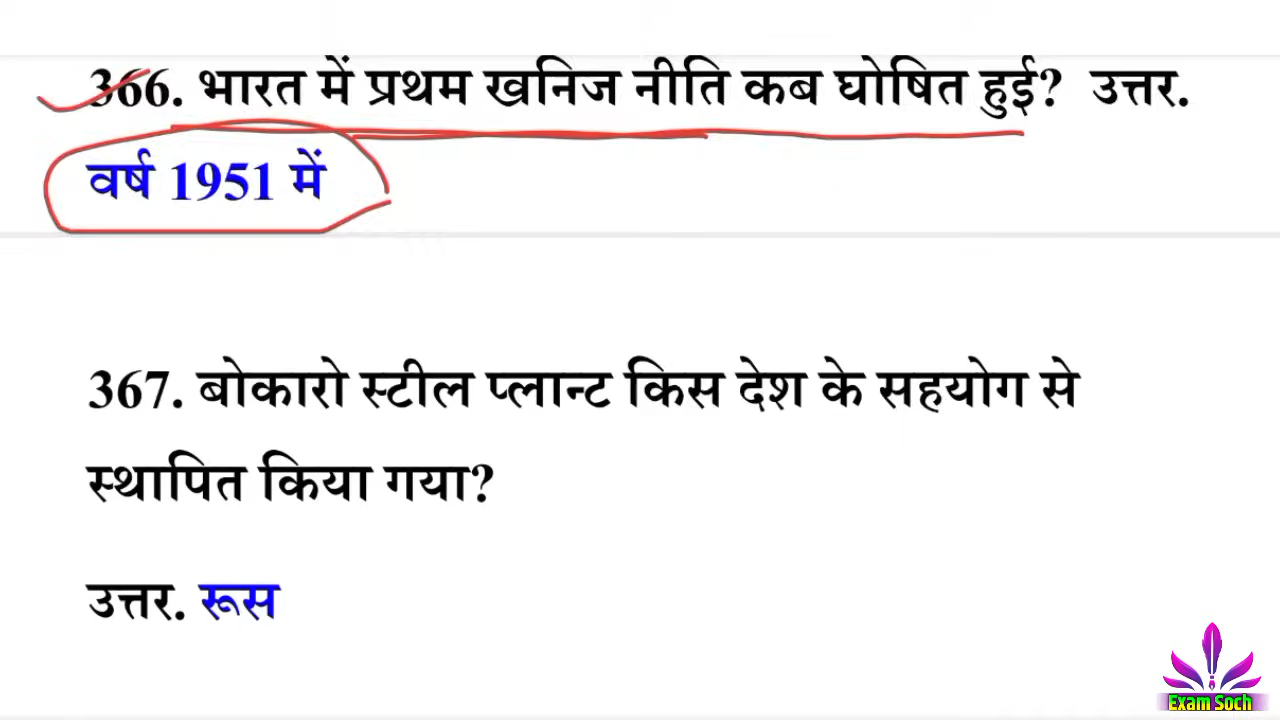 366. भारत में प्रथम खनिज नीति कब घोषित हुई? उत्तर.
वर्ष 1951 में
367. बोकारो स्टील प्लान्ट किस देश के सहयोग से
स्थापित किया गया?
उत्तर. रूस
Exam Soch